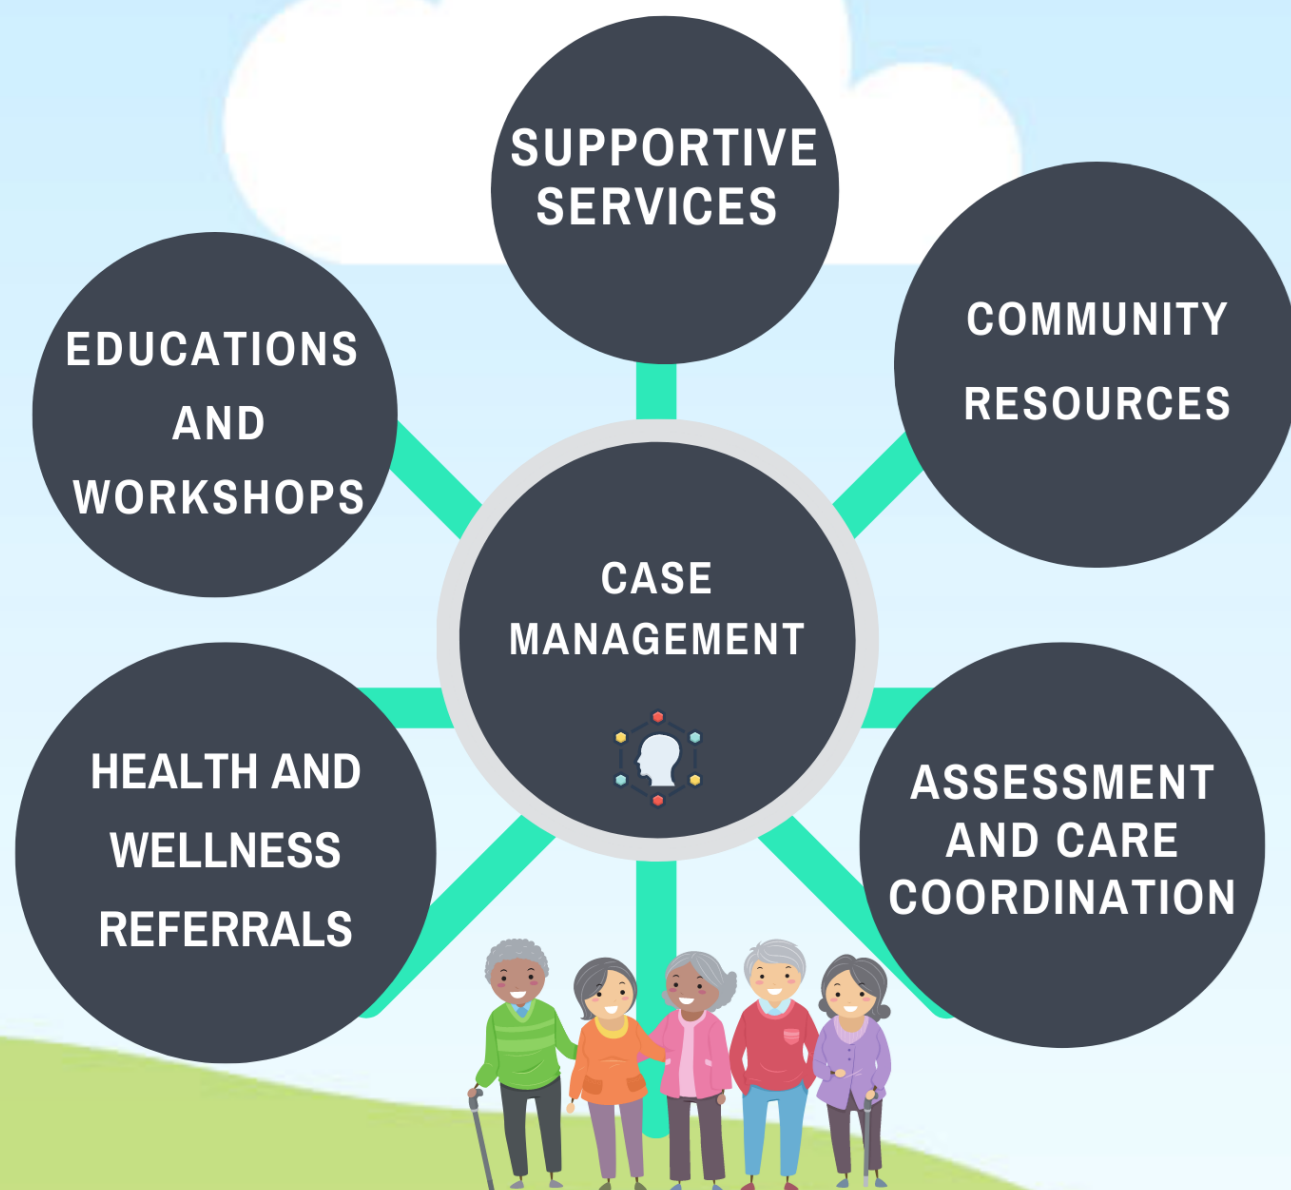 SUPPORTIVE
SERVICES
COMMUNITY
RESOURCES
EDUCATIONS
AND
WORKSHOPS
CASE
MANAGEMENT
HEALTH AND
WELLNESS
REFERRALS
ASSESSMENT
AND CARE
COORDINATION